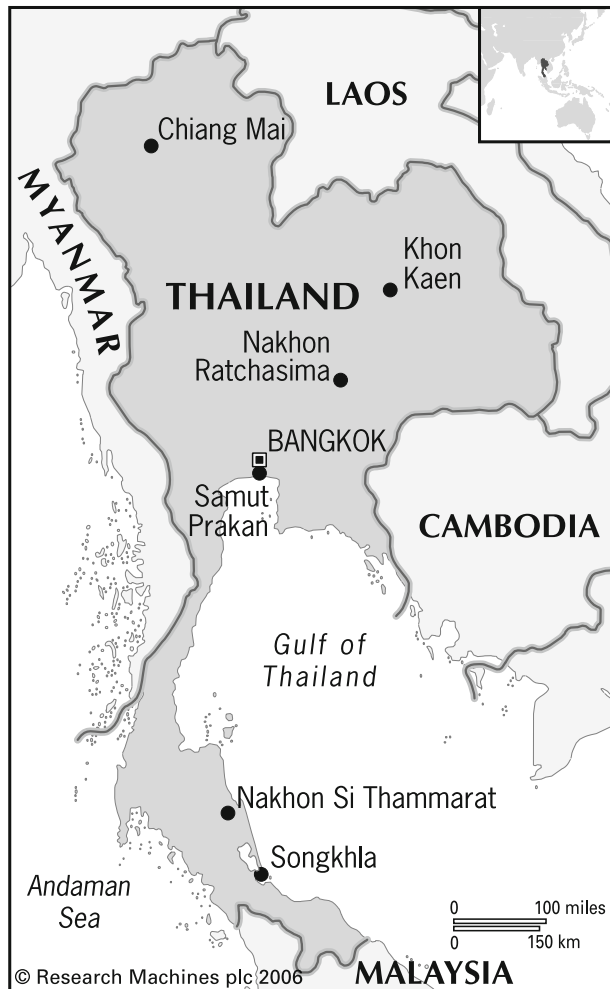 LAOS
Chiang Mai
MYANMAR
Khon
Kaen
THAILAND
Nakhon
Ratchasima
BANGKOK
Samut
Prakan
CAMBODIA
Gulf of
Thailand
Nakhon Si Thammarat
Songkhla
Andaman
Sea
0 100 miles
0 150 km
© Research Machines plc 2006
MALAYSIA